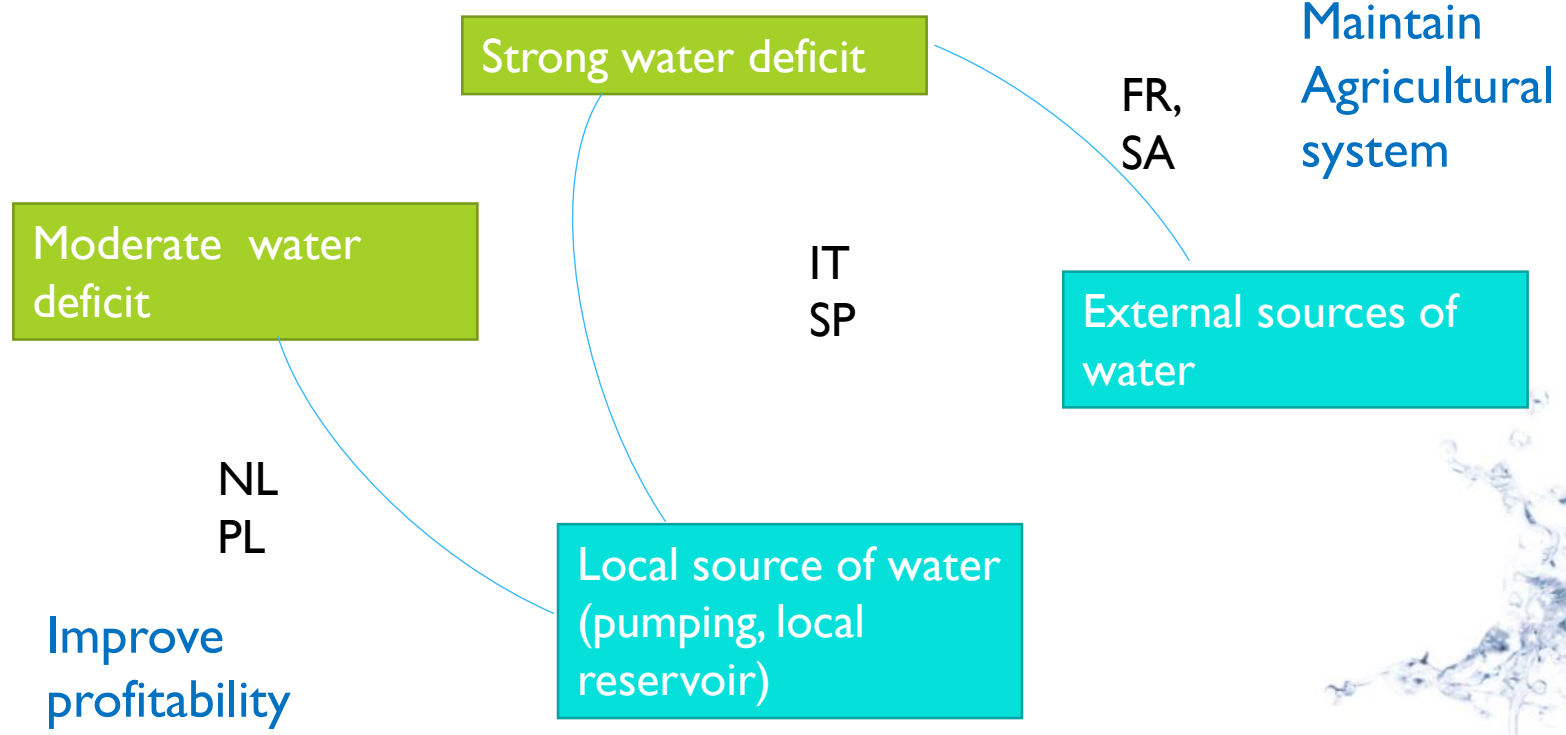 Maintain
Agricultural
system
Strong water deficit
FR,
SA
Moderate water
deficit
IT
SP
External sources of
water
NL
PL
Local source of water
(pumping, local
reservoir)
Improve
profitability